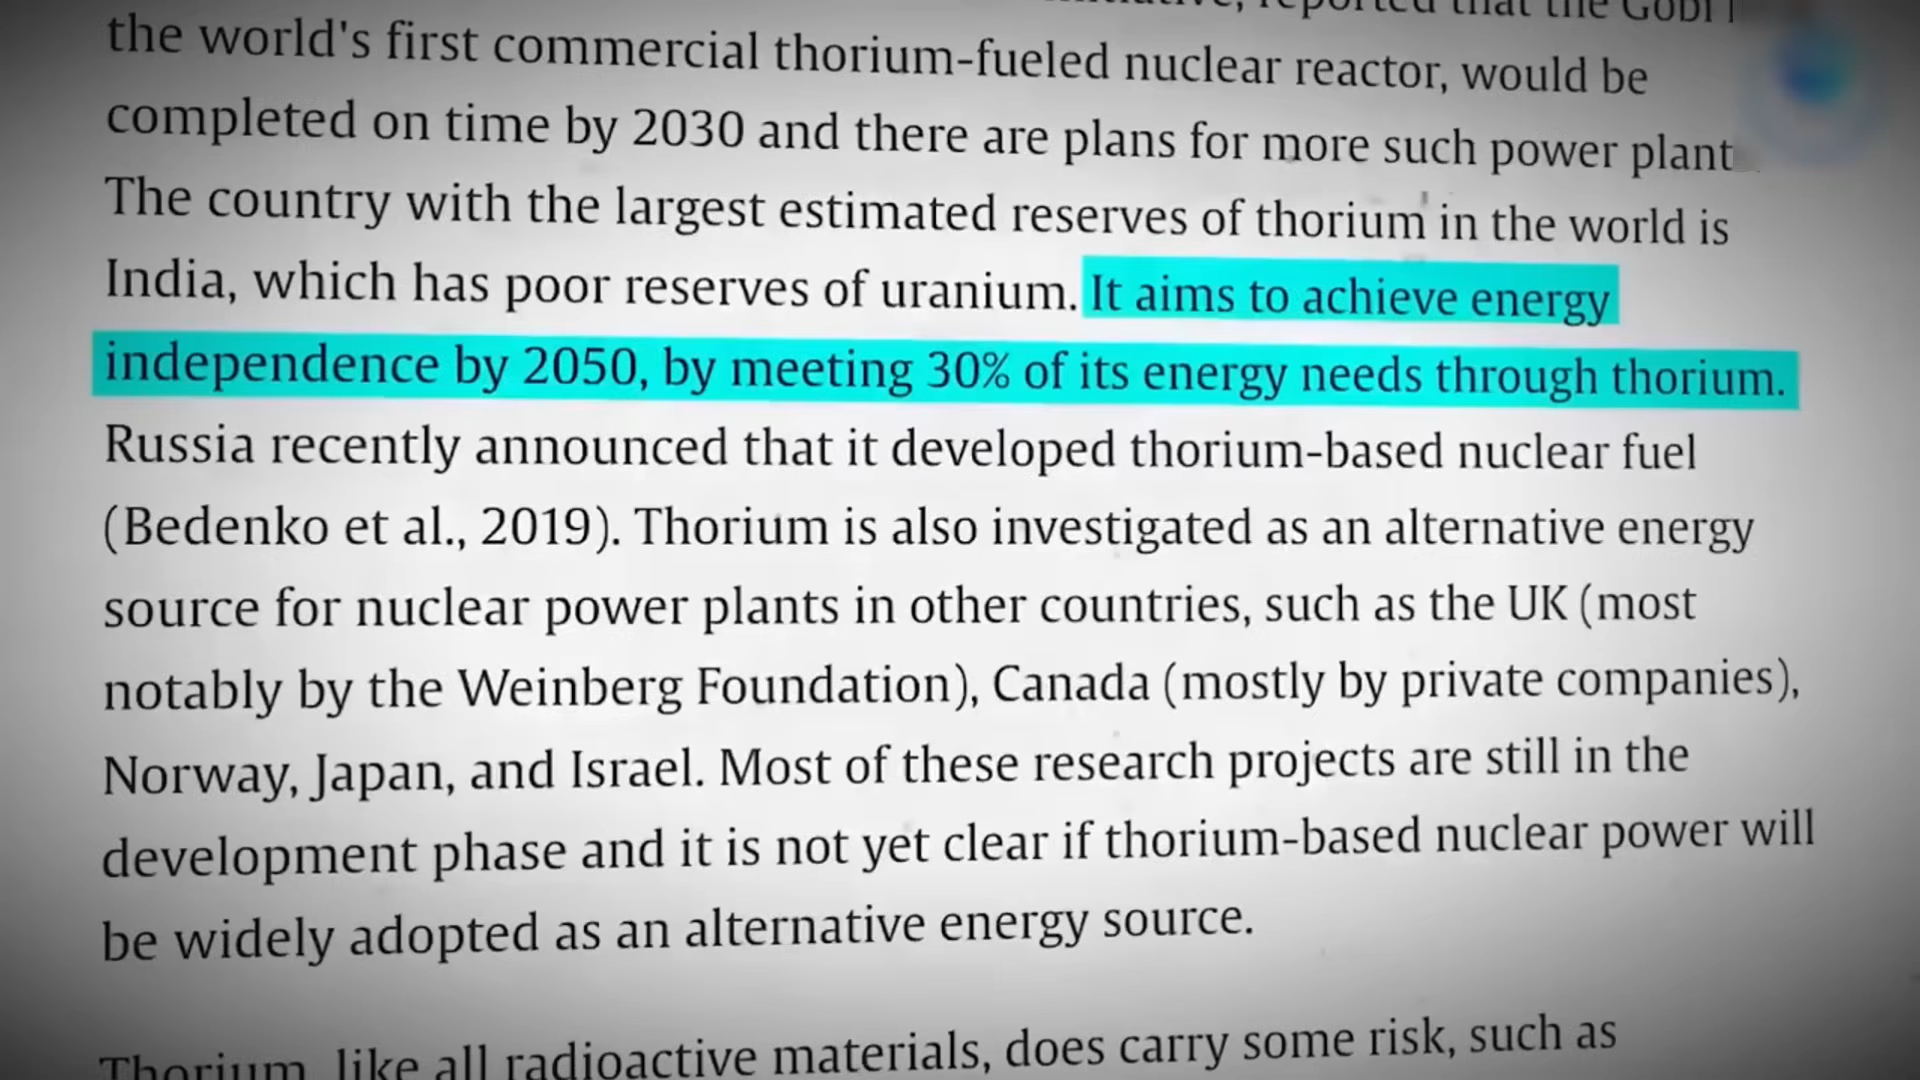 reported that the Gobi
the world's first commercial thorium-fueled nuclear reactor, would be
completed on time by 2030 and there are plans for more such power plant
The country with the largest estimated reserves of thorium in the world is
India, which has poor reserves of uranium. It aims to achieve energy
independence by 2050, by meeting 30% of its energy needs through thorium.
Russia recently announced that it developed thorium-based nuclear fuel
(Bedenko et al., 2019). Thorium is also investigated as an alternative energy
source for nuclear power plants in other countries, such as the UK (most
notably by the Weinberg Foundation), Canada (mostly by private companies),
Norway, Japan, and Israel. Most of these research projects are still in the
development phase and it is not yet clear if thorium-based nuclear power will
be widely adopted as an alternative energy source.
Thorium, like all radioactive materials, does carry some risk, such as